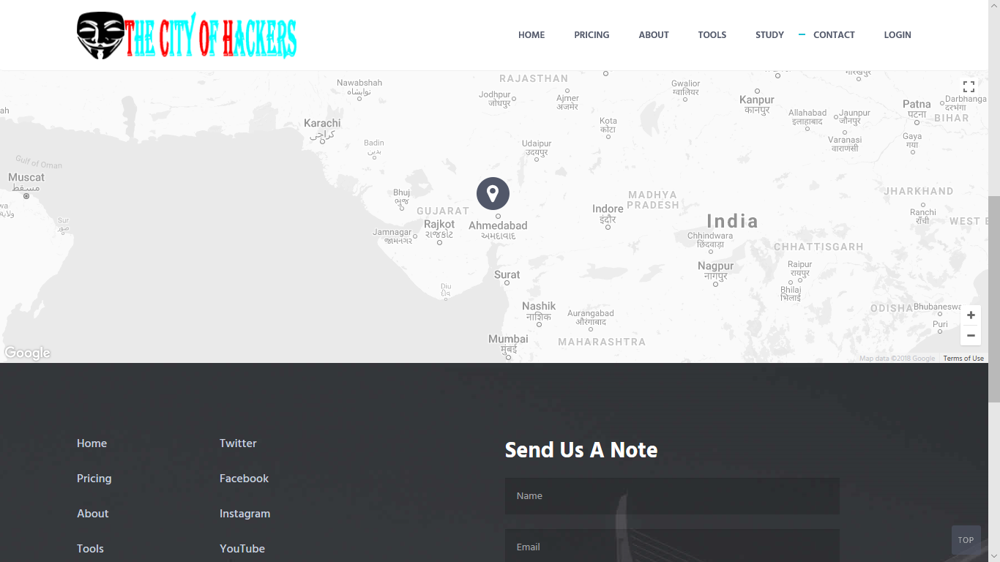 THE CITY OF HACKERS
HOME PRICING ABOUT TOOLS STUDY CONTACT LOGIN
RAJASTHAN
Nawabshah
نوابشاہ
Jodhpur
जोधपुर
Ajmer
अजमेर
Gwalior
ग्वालियर
Kanpur
कानपुर
गोरखपुर
Patna
पटना
Darbhanga
दरभंगा
BIHAR
ah
Karachi
کراچی
Kota
कोटा
Allahabad
इलाहाबाद
Jaunpur
जौनपुर
Varanasi
वाराणसी
Gaya
गया
Badin
بدین
Udaipur
उदयपुर
Gulf of Oman
Muscat
مسقط
wa
ولاية
Sur
صور
Bhuj
ભુજ
GUJARAT
MADHYA
PRADESH
JHARKHAND
Rajkot
રાજકોટ
Ahmedabad
અમદાવાદ
Indore
इंदौर
India
Ranchi
राँची
WEST B
Jamnagar
જામનગર
Chhindwara
छिंदवाड़ा
CHHATTISGARH
Surat
Nagpur
नागपुर
Raipur
रायपुर
Diu
દીવ
Bhilai
भिलाई
Nashik
नाशिक
Aurangabad
औरंगाबाद
ODISHA
Bhubaneswa
Puri
Mumbai
मुंबई
MAHARASHTRA
Google
Map data ©2018 Google Terms of Use
Home
Pricing
About
Tools
Twitter
Facebook
Instagram
YouTube
Send Us A Note
Name
Email
TOP